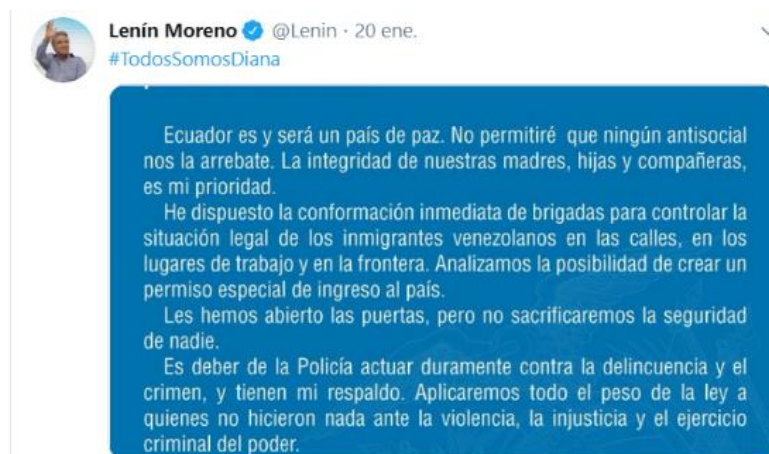 Lenín Moreno @Lenin · 20 ene.
#TodosSomosDiana
Ecuador es y será un país de paz. No permitiré que ningún antisocial
nos la arrebate. La integridad de nuestras madres, hijas y compañeras,
es mi prioridad.
He dispuesto la conformación inmediata de brigadas para controlar la
situación legal de los inmigrantes venezolanos en las calles, en los
lugares de trabajo y en la frontera. Analizamos la posibilidad de crear un
permiso especial de ingreso al país.
Les hemos abierto las puertas, pero no sacrificaremos la seguridad
de nadie.
Es deber de la Policía actuar duramente contra la delincuencia y el
crimen, y tienen mi respaldo. Aplicaremos todo el peso de la ley a
quienes no hicieron nada ante la violencia, la injusticia y el ejercicio
criminal del poder.